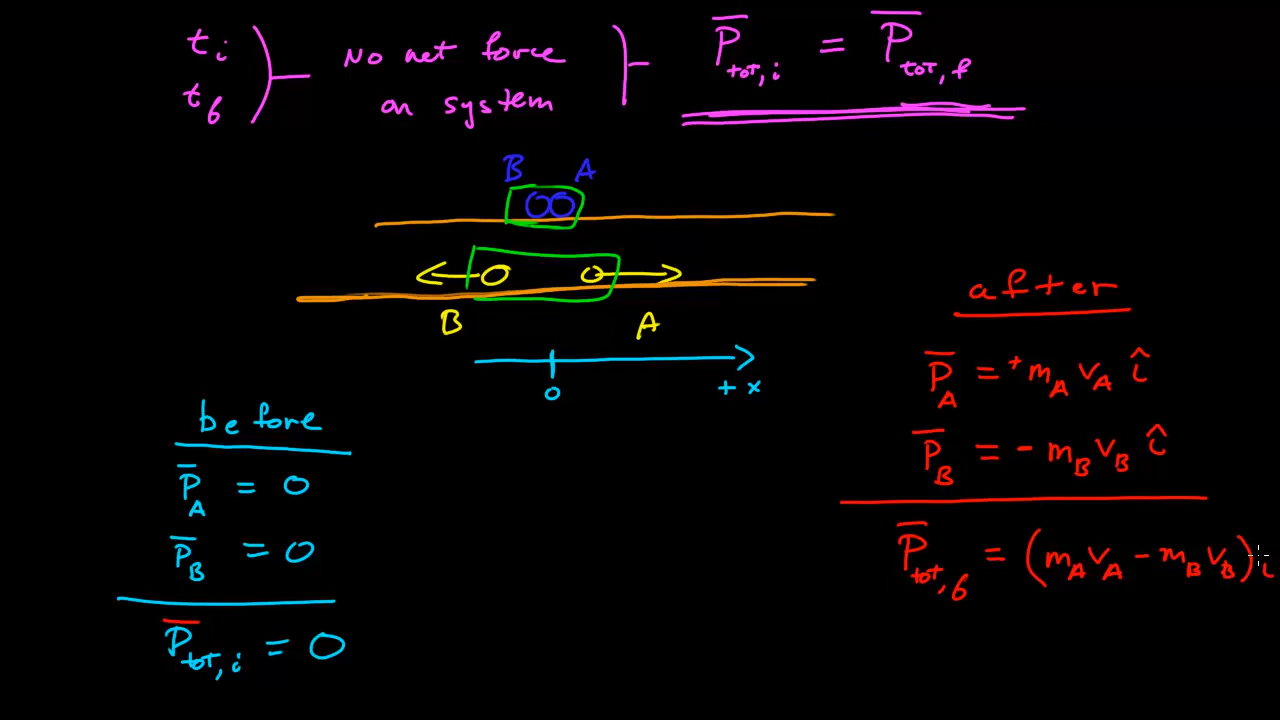 t_i
No net force
P̄_tot,i = P̄_tot,f
t_f
on system
B A
B A
0 +x
after
P̄_A = +m_A v_A î
P̄_B = -m_B v_B î
P̄_tot,f = (m_A v_A - m_B v_B) i
before
P̄_A = 0
P̄_B = 0
P̄_tot,i = 0